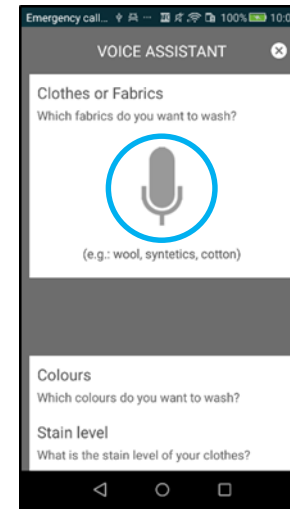 Emergency call... 100% 10:0
VOICE ASSISTANT
Clothes or Fabrics
Which fabrics do you want to wash?
(e.g.: wool, syntetics, cotton)
Colours
Which colours do you want to wash?
Stain level
What is the stain level of your clothes?